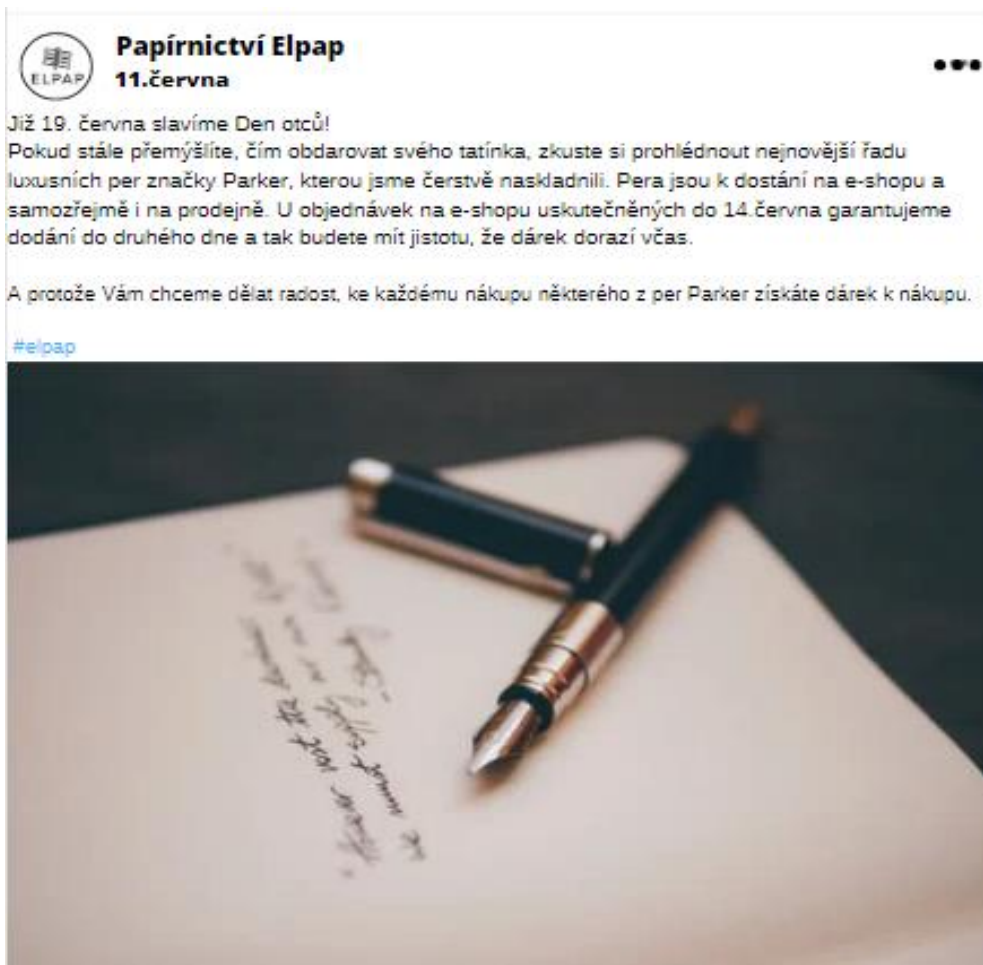 ELPAP
Papírnictví Elpap
11.června
Již 19. června slavíme Den otců!
Pokud stále přemýšlíte, čím obdarovat svého tatínka, zkuste si prohlédnout nejnovější řadu
luxusních per značky Parker, kterou jsme čerstvě naskladnili. Pera jsou k dostání na e-shopu a
samozřejmě i na prodejně. U objednávek na e-shopu uskutečněných do 14.června garantujeme
dodání do druhého dne a tak budete mít jistotu, že dárek dorazí včas.
A protože Vám chceme dělat radost, ke každému nákupu některého z per Parker získáte dárek k nákupu.
#elpap